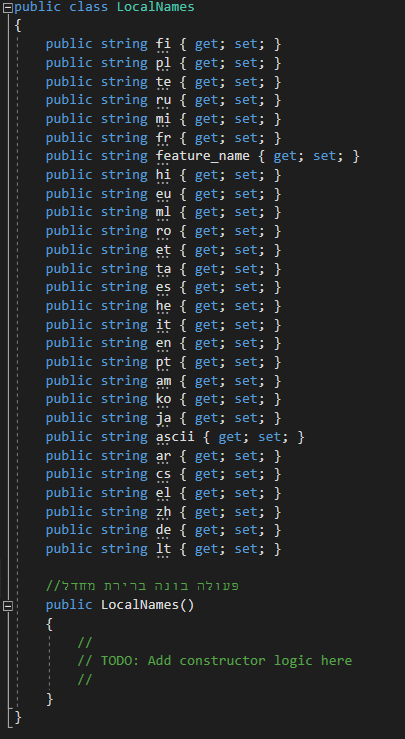 public class LocalNames
{
public string fi { get; set; }
public string pl { get; set; }
public string te { get; set; }
public string ru { get; set; }
public string mi { get; set; }
public string fr { get; set; }
public string feature_name { get; set; }
public string hi { get; set; }
public string eu { get; set; }
public string ml { get; set; }
public string ro { get; set; }
public string et { get; set; }
public string ta { get; set; }
public string es { get; set; }
public string he { get; set; }
public string it { get; set; }
public string en { get; set; }
public string pt { get; set; }
public string am { get; set; }
public string ko { get; set; }
public string ja { get; set; }
public string ascii { get; set; }
public string ar { get; set; }
public string cs { get; set; }
public string el { get; set; }
public string zh { get; set; }
public string de { get; set; }
public string lt { get; set; }
//פעולה בונה ברירת מחדל
public LocalNames()
{
//
// TODO: Add constructor logic here
//
}
}